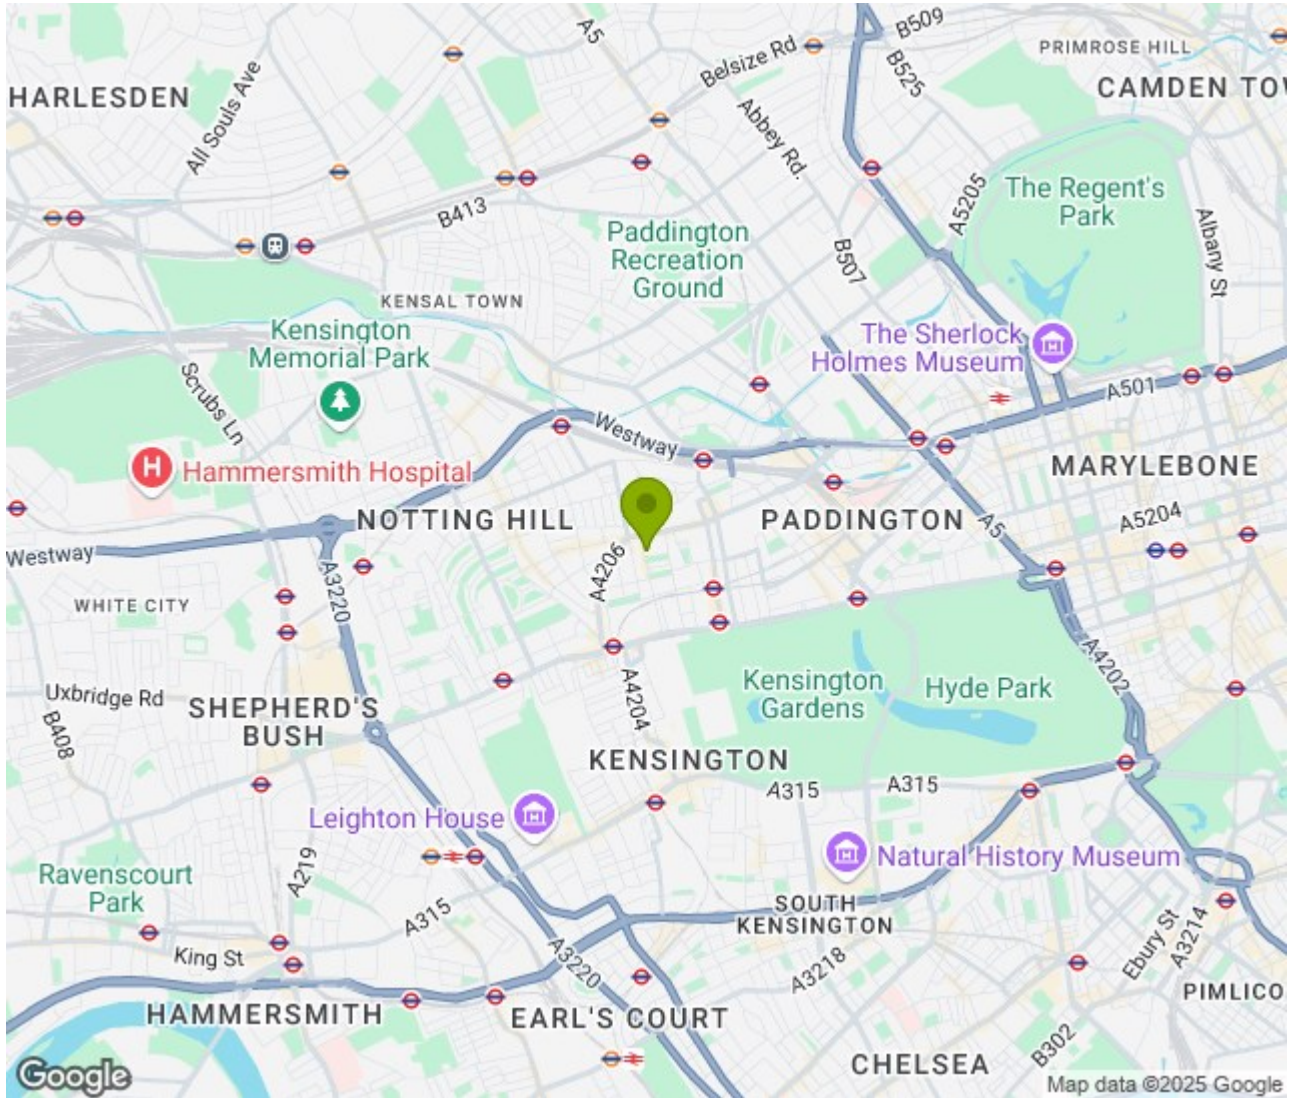 A5
B509
B525
PRIMROSE HILL
Belsize Rd
CAMDEN TO
HARLESDEN
All Souls Ave
Abbey Rd.
The Regent's
Park
A5205
B413
Albany St
Paddington
Recreation
Ground
B507
KENSAL TOWN
Kensington
Memorial Park
The Sherlock
Holmes Museum
Scrubs Ln
A501
Westway
Hammersmith Hospital
MARYLEBONE
NOTTING HILL
PADDINGTON
A5
A5204
Westway
A4206
A3220
WHITE CITY
A4202
Uxbridge Rd
B408
SHEPHERD'S
BUSH
A4204
Kensington
Gardens
Hyde Park
KENSINGTON
A315
A315
Leighton House
Natural History Museum
Ravenscourt
Park
A219
A315
SOUTH
KENSINGTON
King St
A3220
A3218
Ebury St
A3214
PIMLICO
HAMMERSMITH
EARL'S COURT
B302
CHELSEA
Google
Map data ©2025 Google